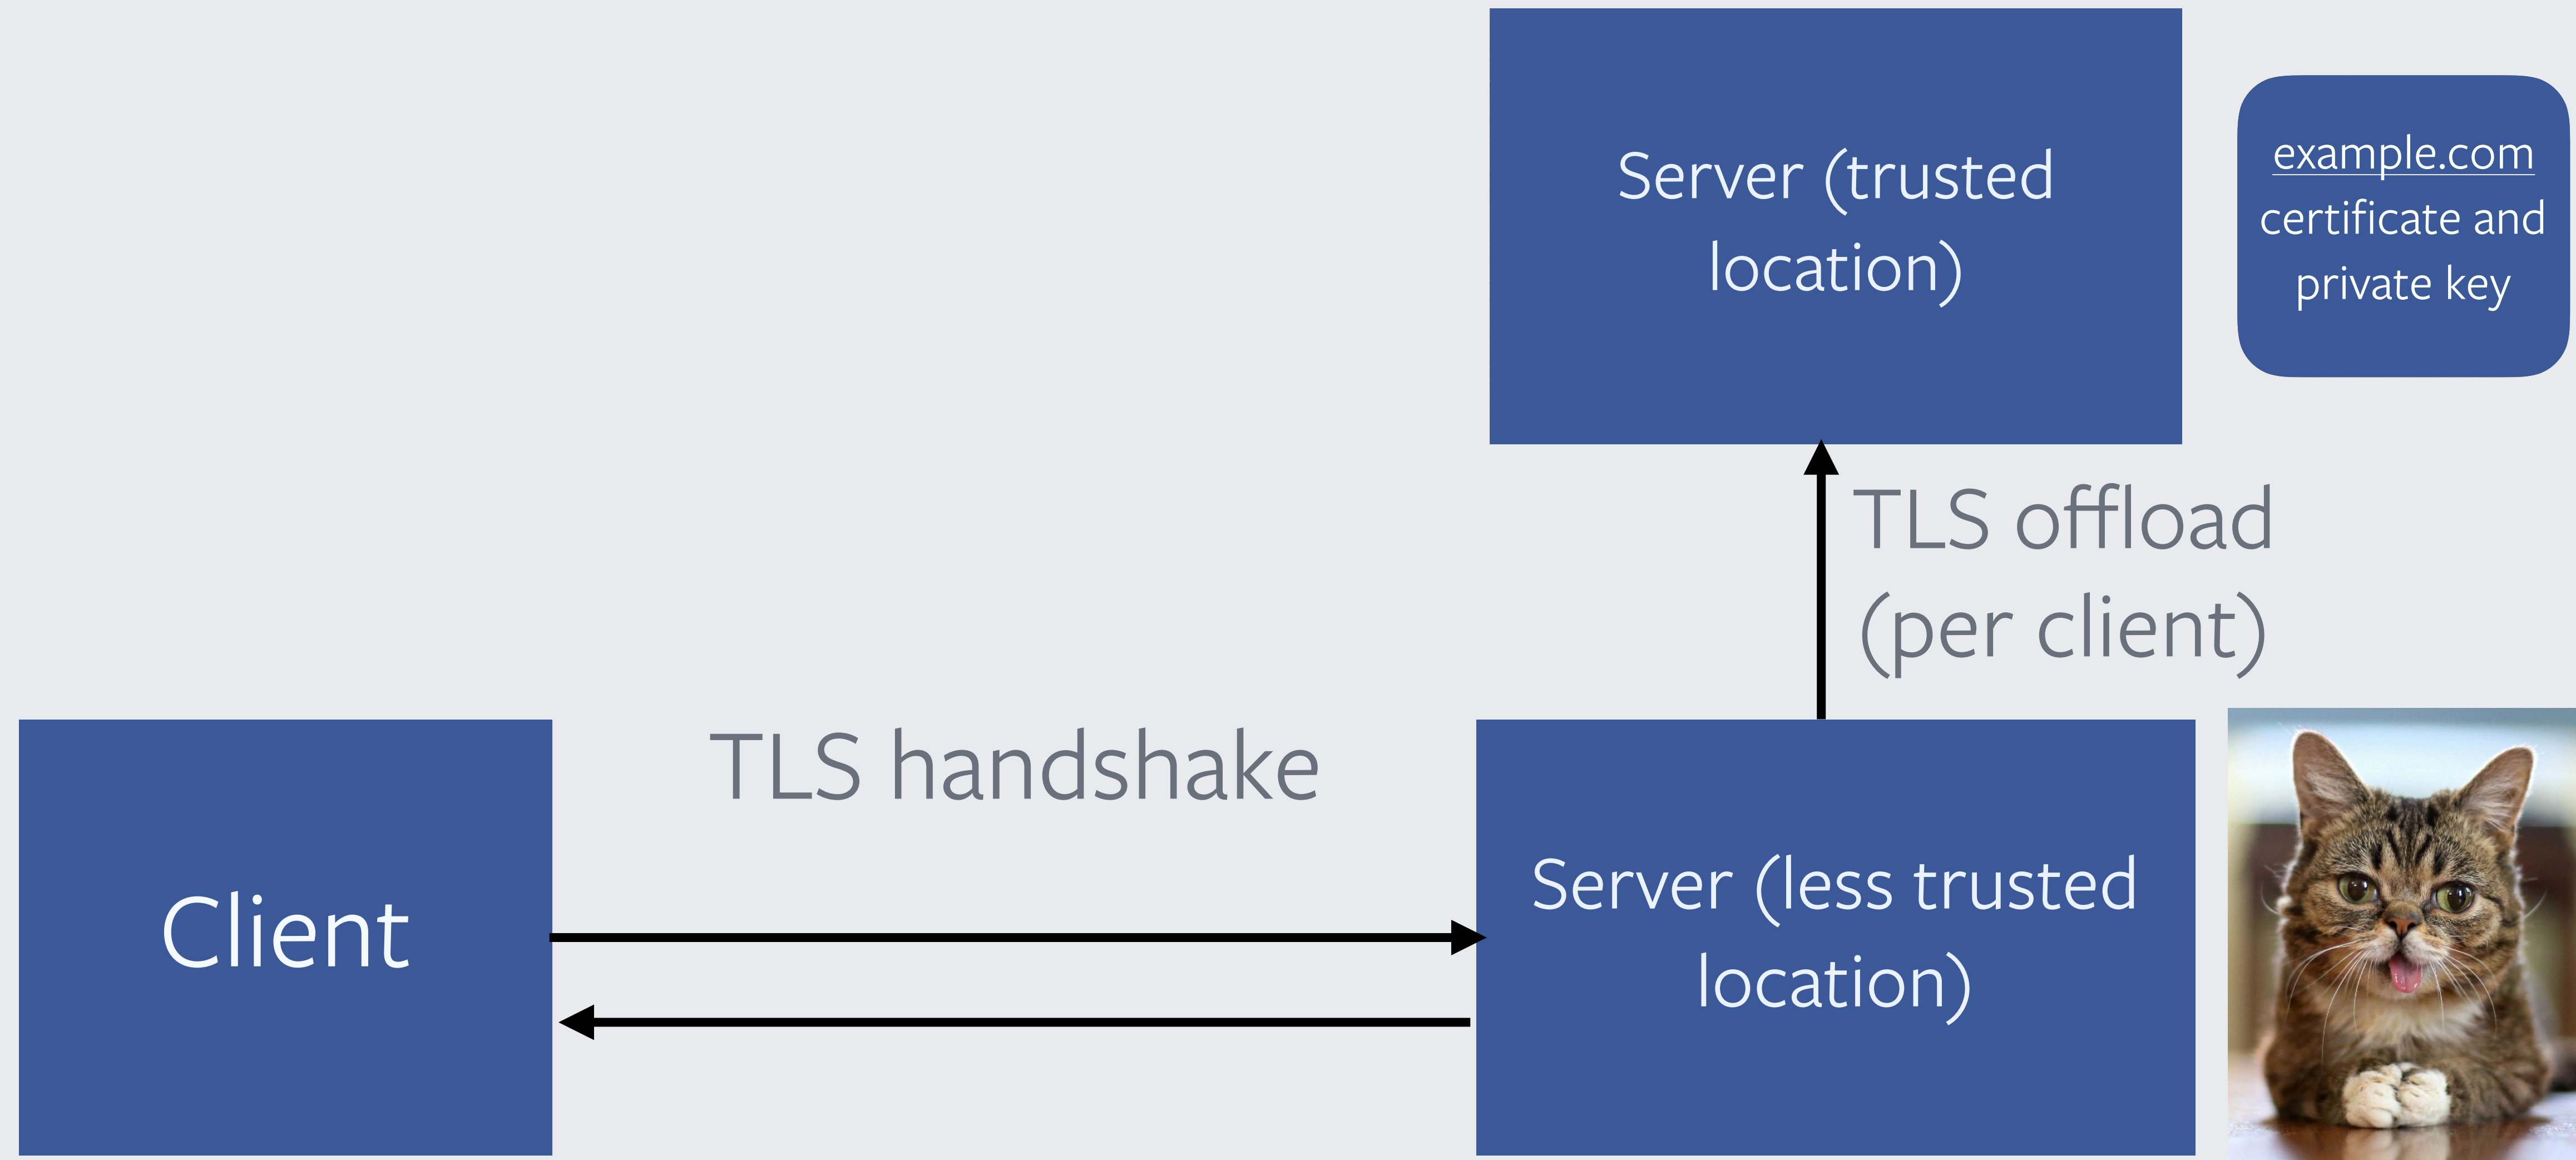 Server (trusted
location)
example.com
certificate and
private key
TLS offload
(per client)
TLS handshake
Client
Server (less trusted
location)